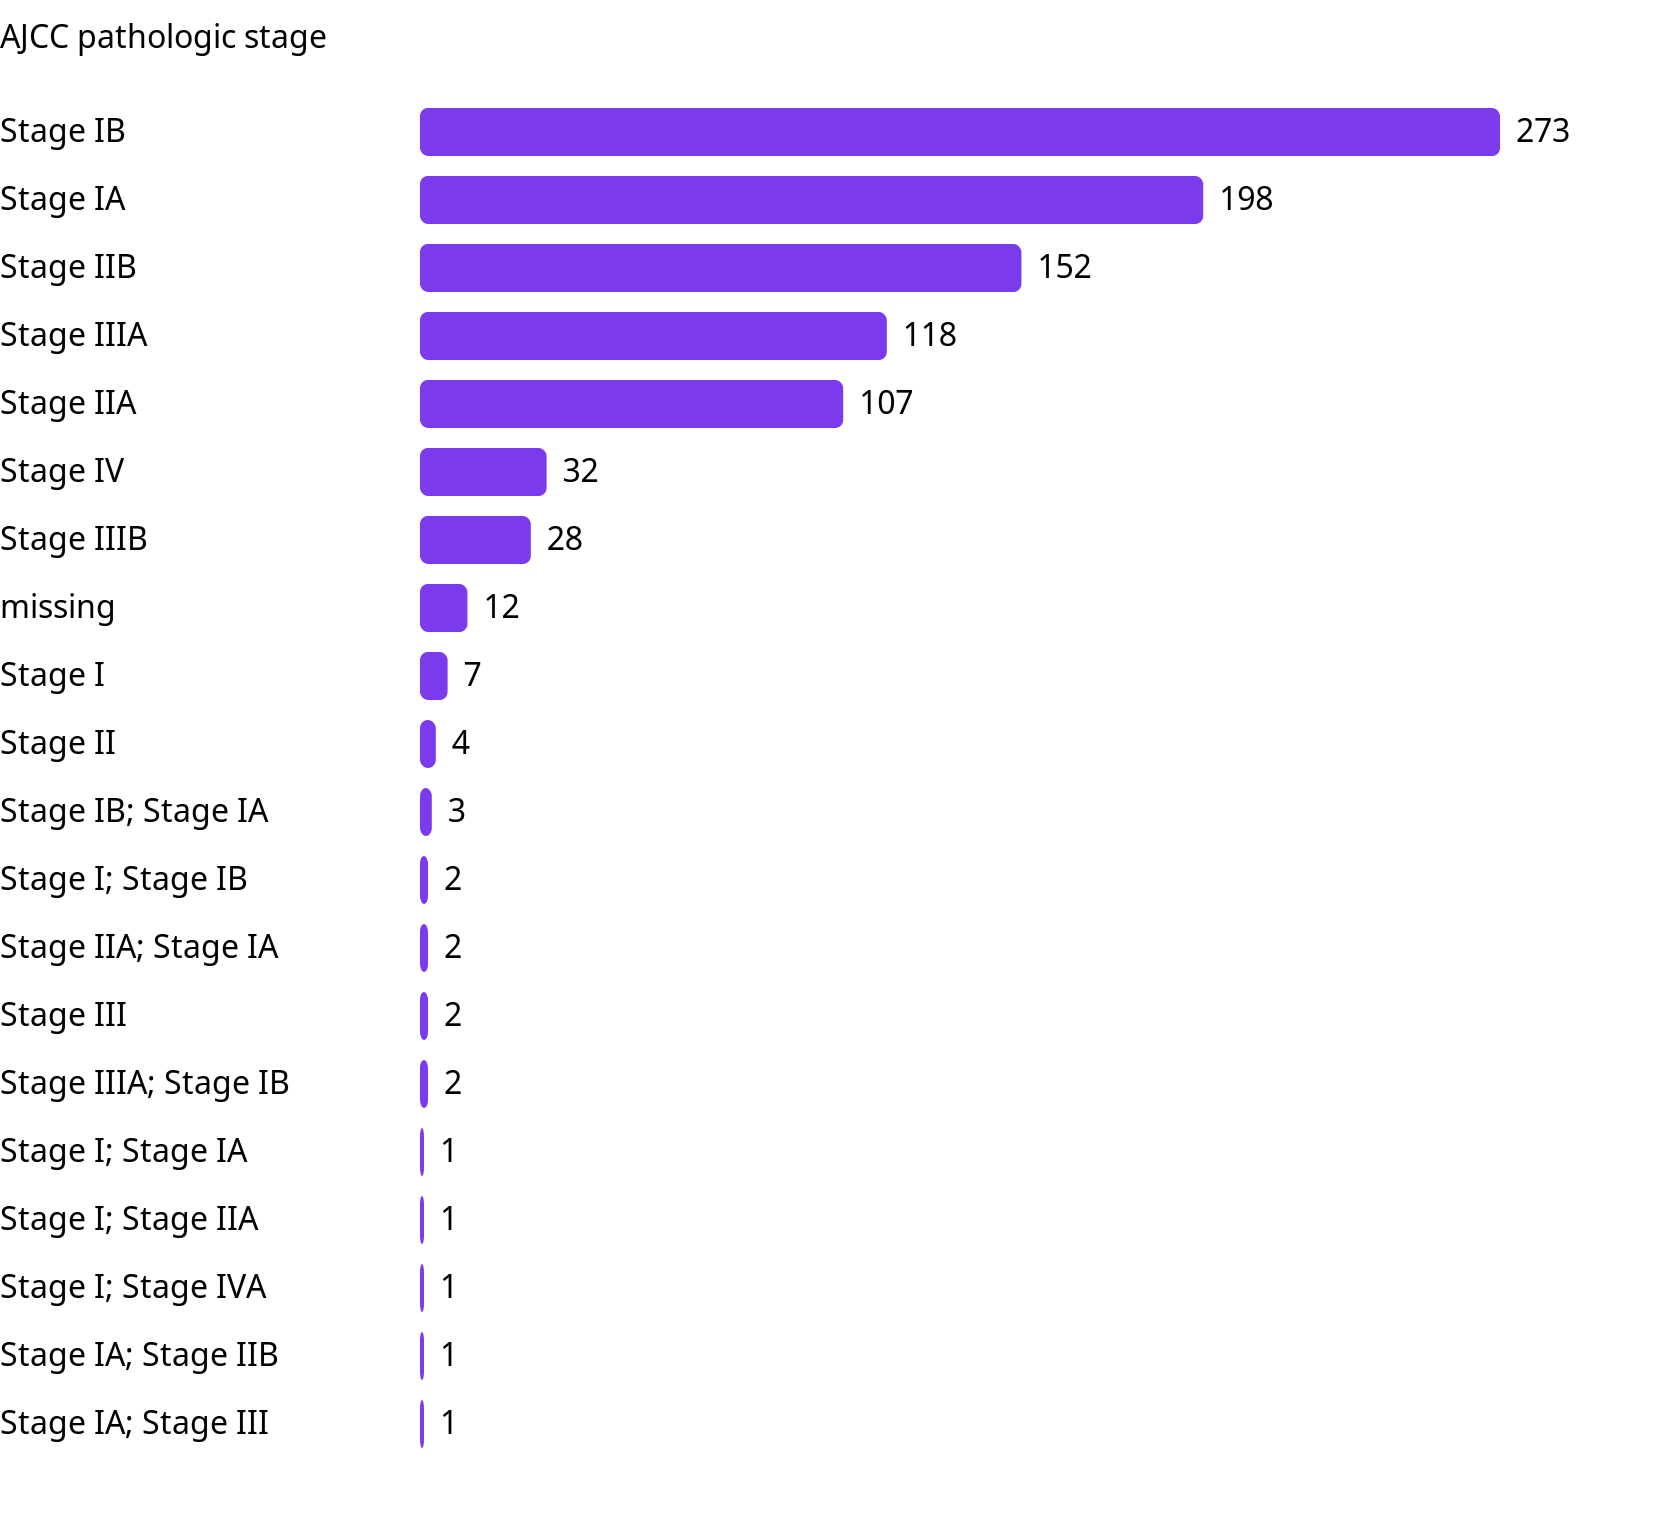 AJCC pathologic stage
Stage IB 273
Stage IA 198
Stage IIB 152
Stage IIIA 118
Stage IIA 107
Stage IV 32
Stage IIIB 28
missing 12
Stage I 7
Stage II 4
Stage IB; Stage IA 3
Stage I; Stage IB 2
Stage IIA; Stage IA 2
Stage III 2
Stage IIIA; Stage IB 2
Stage I; Stage IA 1
Stage I; Stage IIA 1
Stage I; Stage IVA 1
Stage IA; Stage IIB 1
Stage IA; Stage III 1